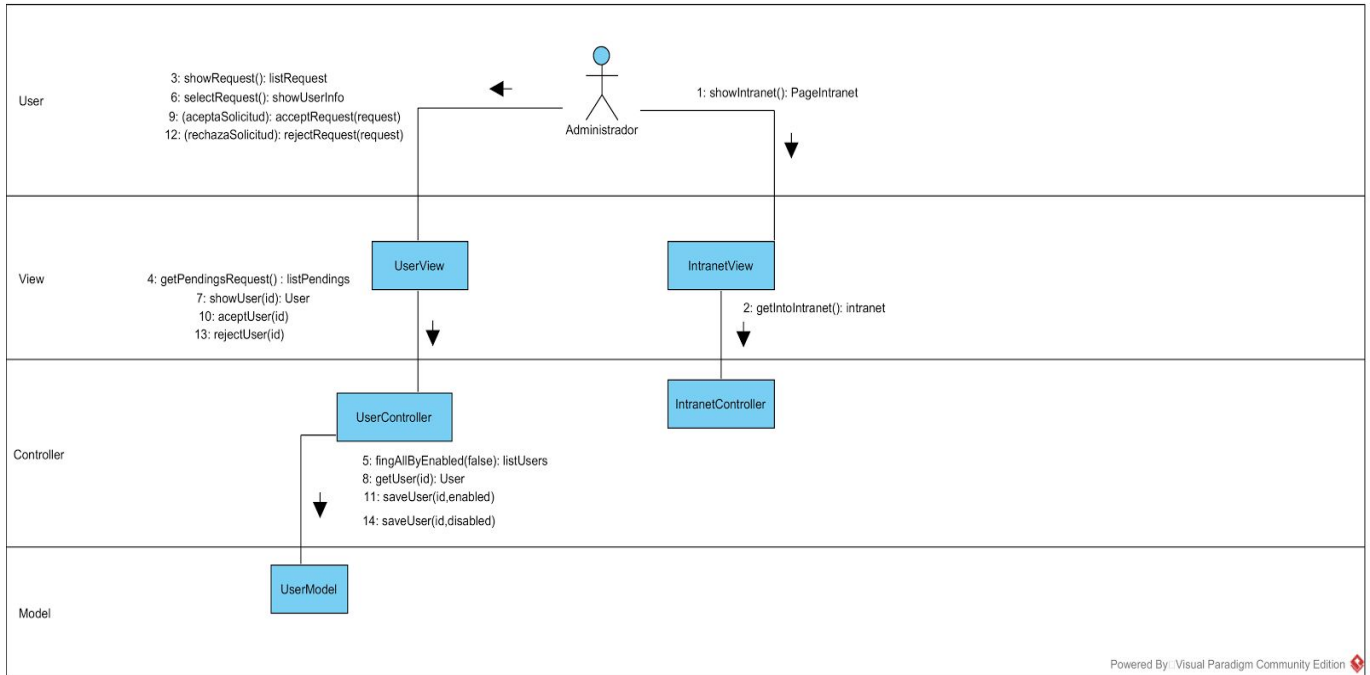 User
3: showRequest(): listRequest
6: selectRequest(): showUserInfo
9: (aceptaSolicitud): acceptRequest(request)
12: (rechazaSolicitud): rejectRequest(request)
Administrador
1: showIntranet(): PageIntranet
View
UserView
IntranetView
4: getPendingsRequest() : listPendings
7: showUser(id): User
10: aceptUser(id)
13: rejectUser(id)
2: getIntoIntranet(): intranet
Controller
UserController
IntranetController
5: fingAllByEnabled(false): listUsers
8: getUser(id): User
11: saveUser(id,enabled)
14: saveUser(id,disabled)
Model
UserModel
Powered By Visual Paradigm Community Edition